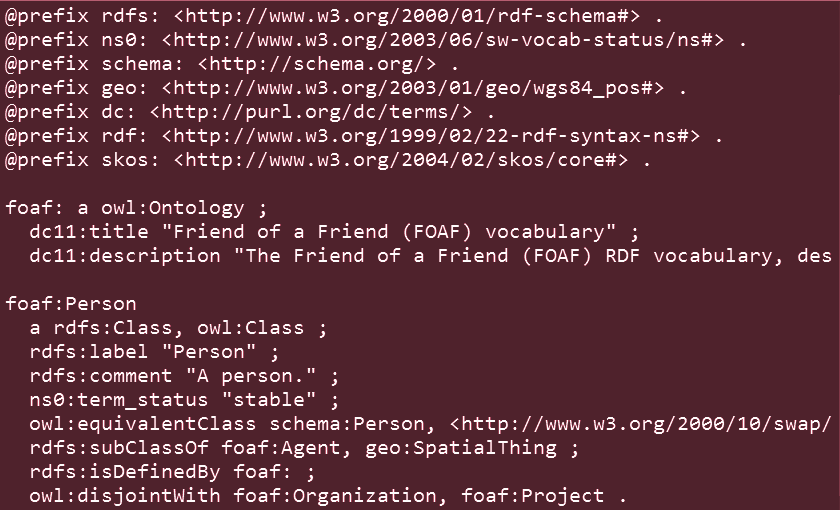 @prefix rdfs: <http://www.w3.org/2000/01/rdf-schema#> .
@prefix ns0: <http://www.w3.org/2003/06/sw-vocab-status/ns#> .
@prefix schema: <http://schema.org/> .
@prefix geo: <http://www.w3.org/2003/01/geo/wgs84_pos#> .
@prefix dc: <http://purl.org/dc/terms/> .
@prefix rdf: <http://www.w3.org/1999/02/22-rdf-syntax-ns#> .
@prefix skos: <http://www.w3.org/2004/02/skos/core#> .
foaf: a owl:Ontology ;
dc11:title "Friend of a Friend (FOAF) vocabulary" ;
dc11:description "The Friend of a Friend (FOAF) RDF vocabulary, des
foaf:Person
a rdfs:Class, owl:Class ;
rdfs:label "Person" ;
rdfs:comment "A person." ;
ns0:term_status "stable" ;
owl:equivalentClass schema:Person, <http://www.w3.org/2000/10/swap/
rdfs:subClassOf foaf:Agent, geo:SpatialThing ;
rdfs:isDefinedBy foaf: ;
owl:disjointWith foaf:Organization, foaf:Project .